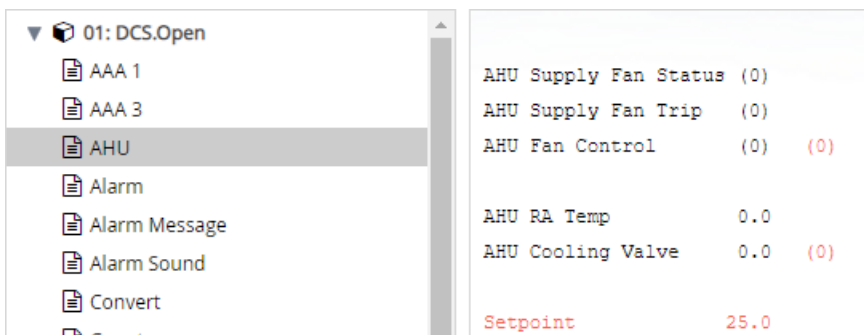 01: DCS.Open
AAA 1
AAA 3
AHU
Alarm
Alarm Message
Alarm Sound
Convert
AHU Supply Fan Status (0)
AHU Supply Fan Trip (0)
AHU Fan Control (0) (0)
AHU RA Temp 0.0
AHU Cooling Valve 0.0 (0)
Setpoint 25.0